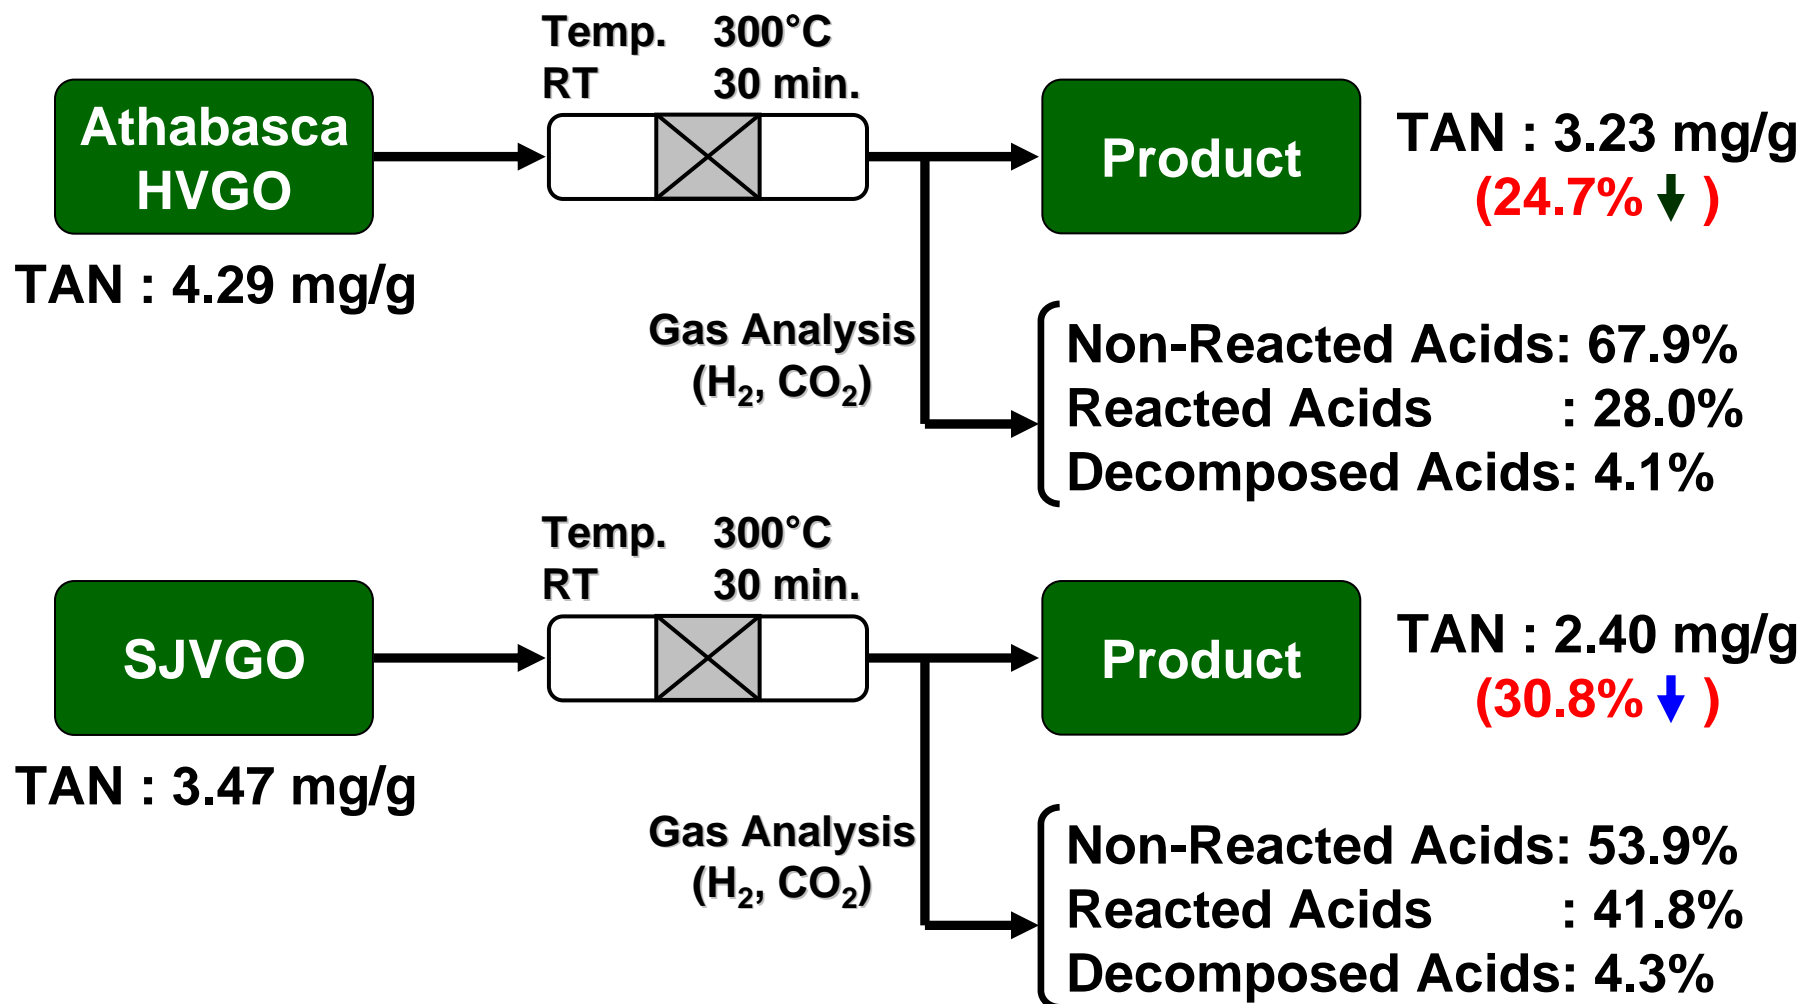 Temp. 300°C
RT 30 min.
Athabasca
HVGO
Product
TAN : 3.23 mg/g
(24.7% )
TAN : 4.29 mg/g
Gas Analysis
(H₂, CO₂)
Non-Reacted Acids: 67.9%
Reacted Acids : 28.0%
Decomposed Acids: 4.1%
Temp. 300°C
RT 30 min.
SJVGO
Product
TAN : 2.40 mg/g
(30.8% )
TAN : 3.47 mg/g
Gas Analysis
(H₂, CO₂)
Non-Reacted Acids: 53.9%
Reacted Acids : 41.8%
Decomposed Acids: 4.3%